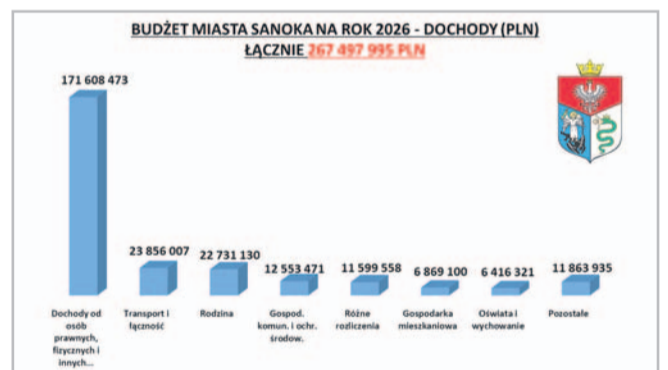 BUDŻET MIASTA SANOKA NA ROK 2026 - DOCHODY (PLN)
ŁĄCZNIE 267 497 995 PLN
171 608 473
23 856 007
22 731 130
12 553 471
11 599 558
6 869 100
6 416 321
11 863 935
Dochody od
osób
prawnych,
fizycznych i
innych...
Transport i
łączność
Rodzina
Gospod.
komun. i ochr.
środow.
Różne
rozliczenia
Gospodarka
mieszkaniowa
Oświata i
wychowanie
Pozostałe